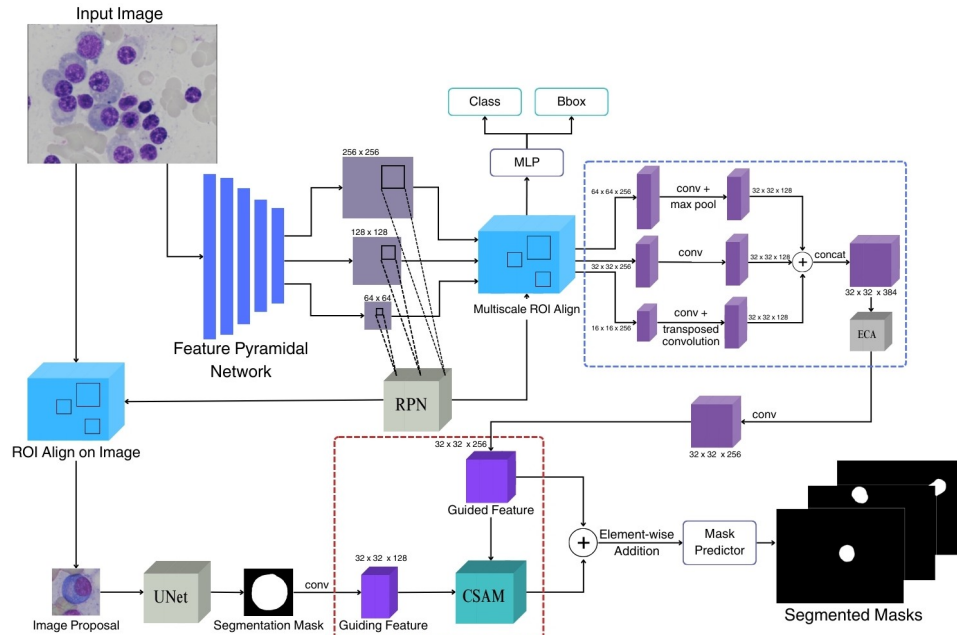 Input Image
Class
Bbox
MLP
256 x 256
128 x 128
64 x 64
Feature Pyramidal
Network
Multiscale ROI Align
64 x 64 x 256
conv +
max pool
32 x 32 x 128
32 x 32 x 256
conv
32 x 32 x 128
concat
32 x 32 x 384
16 x 16 x 256
conv +
transposed
convolution
32 x 32 x 128
ECA
RPN
ROI Align on Image
conv
32 x 32 x 256
32 x 32 x 256
Guided Feature
Element-wise
Addition
Mask
Predictor
Segmented Masks
Image Proposal
UNet
Segmentation Mask
conv
32 x 32 x 128
Guiding Feature
CSAM